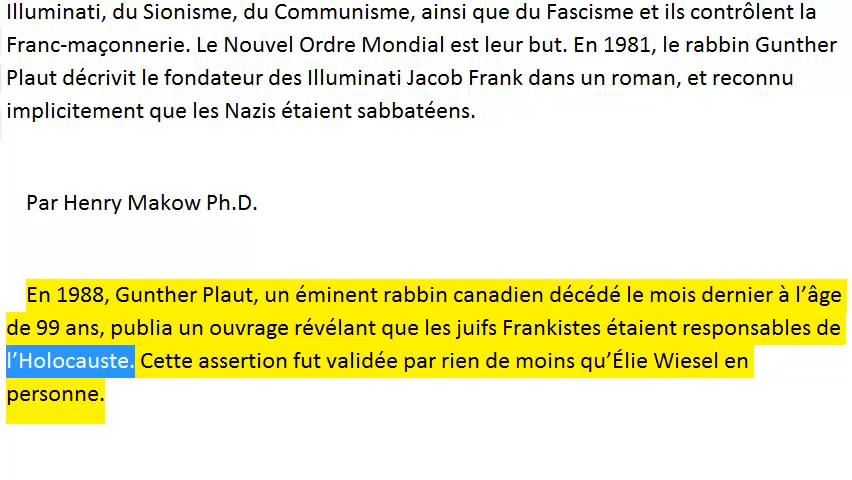 Illuminati, du Sionisme, du Communisme, ainsi que du Fascisme et ils contrôlent la
Franc-maçonnerie. Le Nouvel Ordre Mondial est leur but. En 1981, le rabbin Gunther
Plaut décrivit le fondateur des Illuminati Jacob Frank dans un roman, et reconnu
implicitement que les Nazis étaient sabbatéens.
Par Henry Makow Ph.D.
En 1988, Gunther Plaut, un éminent rabbin canadien décédé le mois dernier à l’âge
de 99 ans, publia un ouvrage révélant que les juifs Frankistes étaient responsables de
l’Holocauste. Cette assertion fut validée par rien de moins qu’Élie Wiesel en
personne.